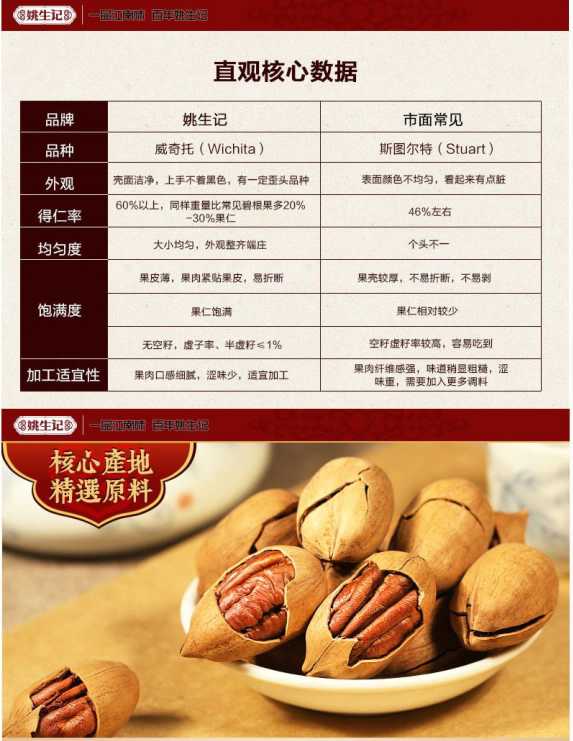 姚生记
一品江南味 百年姚生记
直观核心数据
品牌 姚生记 市面常见
品种 威奇托（Wichita） 斯图尔特（Stuart）
外观 壳面洁净，上手不着黑色，有一定歪头品种 表面颜色不均匀，看起来有点脏
得仁率 60%以上，同样重量比常见碧根果多20%
-30%果仁 46%左右
均匀度 大小均匀，外观整齐端庄 个头不一
饱满度 果皮薄，果肉紧贴果皮，易折断 果壳较厚，不易折断，不易剥
果仁饱满 果仁相对较少
无空籽，虚子率、半虚籽≤1% 空籽虚籽率较高，容易吃到
加工适宜性 果肉口感细腻，涩味少，适宜加工 果肉纤维感强，味道稍显粗糙，涩
味重，需要加入更多调料
姚生记
一品江南味 百年姚生记
核心產地
精選原料